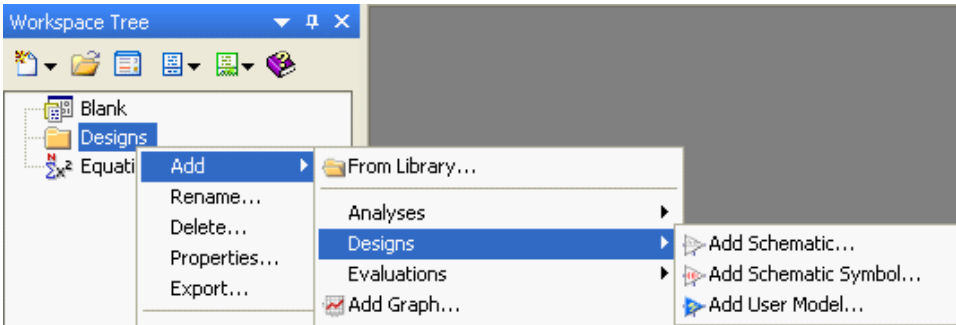 Workspace Tree
Blank
Designs
Equati
Add
Rename...
Delete...
Properties...
Export...
From Library...
Analyses
Designs
Evaluations
Add Graph...
Add Schematic...
Add Schematic Symbol...
Add User Model...